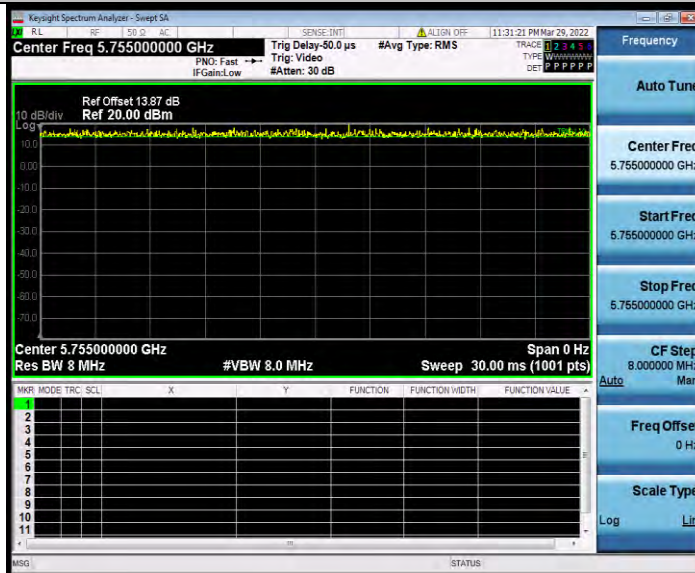 Keysight Spectrum Analyzer - Swept SA
RL RF 50 Ω AC SENSE:INT ALIGN OFF 11:31:21 PM Mar 29, 2022
Center Freq 5.755000000 GHz
PNO: Fast
IFGain:Low
Trig Delay-50.0 µs
Trig: Video
#Atten: 30 dB
#Avg Type: RMS
TRACE 1 2 3 4 5 6
TYPE W
DET P P P P P P
Frequency
Auto Tune
Center Freq
5.755000000 GHz
Start Freq
5.755000000 GHz
Stop Freq
5.755000000 GHz
CF Step
8.000000 MHz
Auto Man
Freq Offset
0 Hz
Scale Type
Log Lin
Ref Offset 13.87 dB
10 dB/div Ref 20.00 dBm
Log
10.0
0.00
-10.0
-20.0
-30.0
-40.0
-50.0
-60.0
-70.0
Center 5.755000000 GHz Span 0 Hz
Res BW 8 MHz #VBW 8.0 MHz Sweep 30.00 ms (1001 pts)
MKR MODE TRC SCL X Y FUNCTION FUNCTION WIDTH FUNCTION VALUE
1
2
3
4
5
6
7
8
9
10
11
MSG STATUS